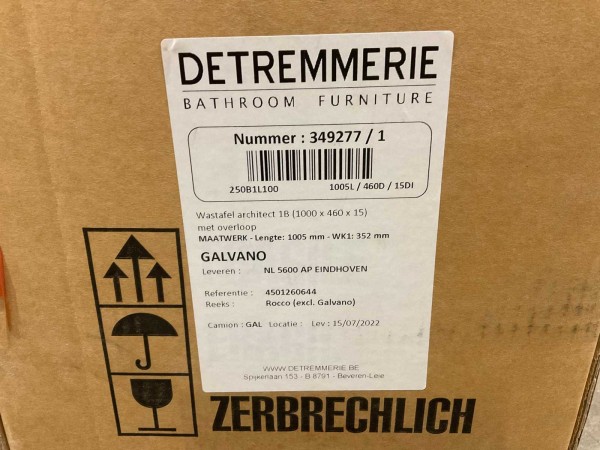 DETREMMERIE
BATHROOM FURNITURE
Nummer : 349277 / 1
250B1L100 1005L / 460D / 15DI
Wastafel architect 1B (1000 x 460 x 15)
met overloop
MAATWERK - Lengte: 1005 mm - WK1: 352 mm
GALVANO
Leveren : NL 5600 AP EINDHOVEN
Referentie : 4501260644
Reeks : Rocco (excl. Galvano)
Camion : GAL Locatie : Lev : 15/07/2022
WWW.DETREMMERIE.BE
Spijkerlaan 153 - B 8791 - Beveren-Leie
ZERBRECHLICH